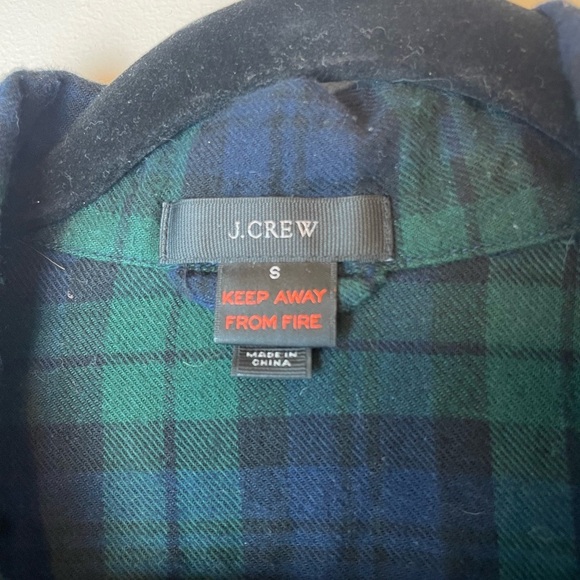 J.CREW
S
KEEP AWAY
FROM FIRE
MADE IN
CHINA